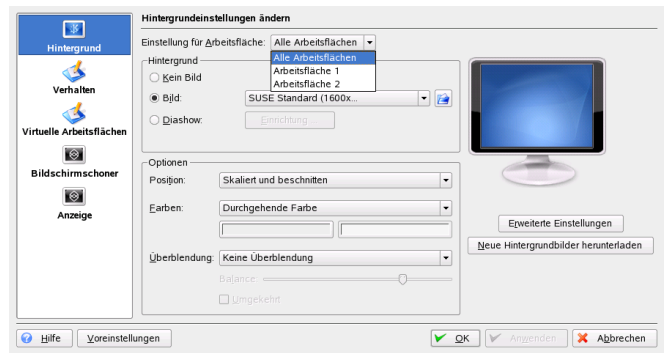 Hintergrund
Verhalten
Virtuelle Arbeitsflächen
Bildschirmschoner
Anzeige
Hintergrundeinstellungen ändern
Einstellung für Arbeitsfläche: Alle Arbeitsflächen
Alle Arbeitsflächen
Arbeitsfläche 1
Arbeitsfläche 2
Hintergrund
Kein Bild
Bild: SUSE Standard (1600x...
Diashow: Einrichtung ...
Optionen
Position: Skaliert und beschnitten
Farben: Durchgehende Farbe
Überblendung: Keine Überblendung
Balance:
Umgekehrt
Erweiterte Einstellungen
Neue Hintergrundbilder herunterladen
Hilfe Voreinstellungen OK Anwenden Abbrechen